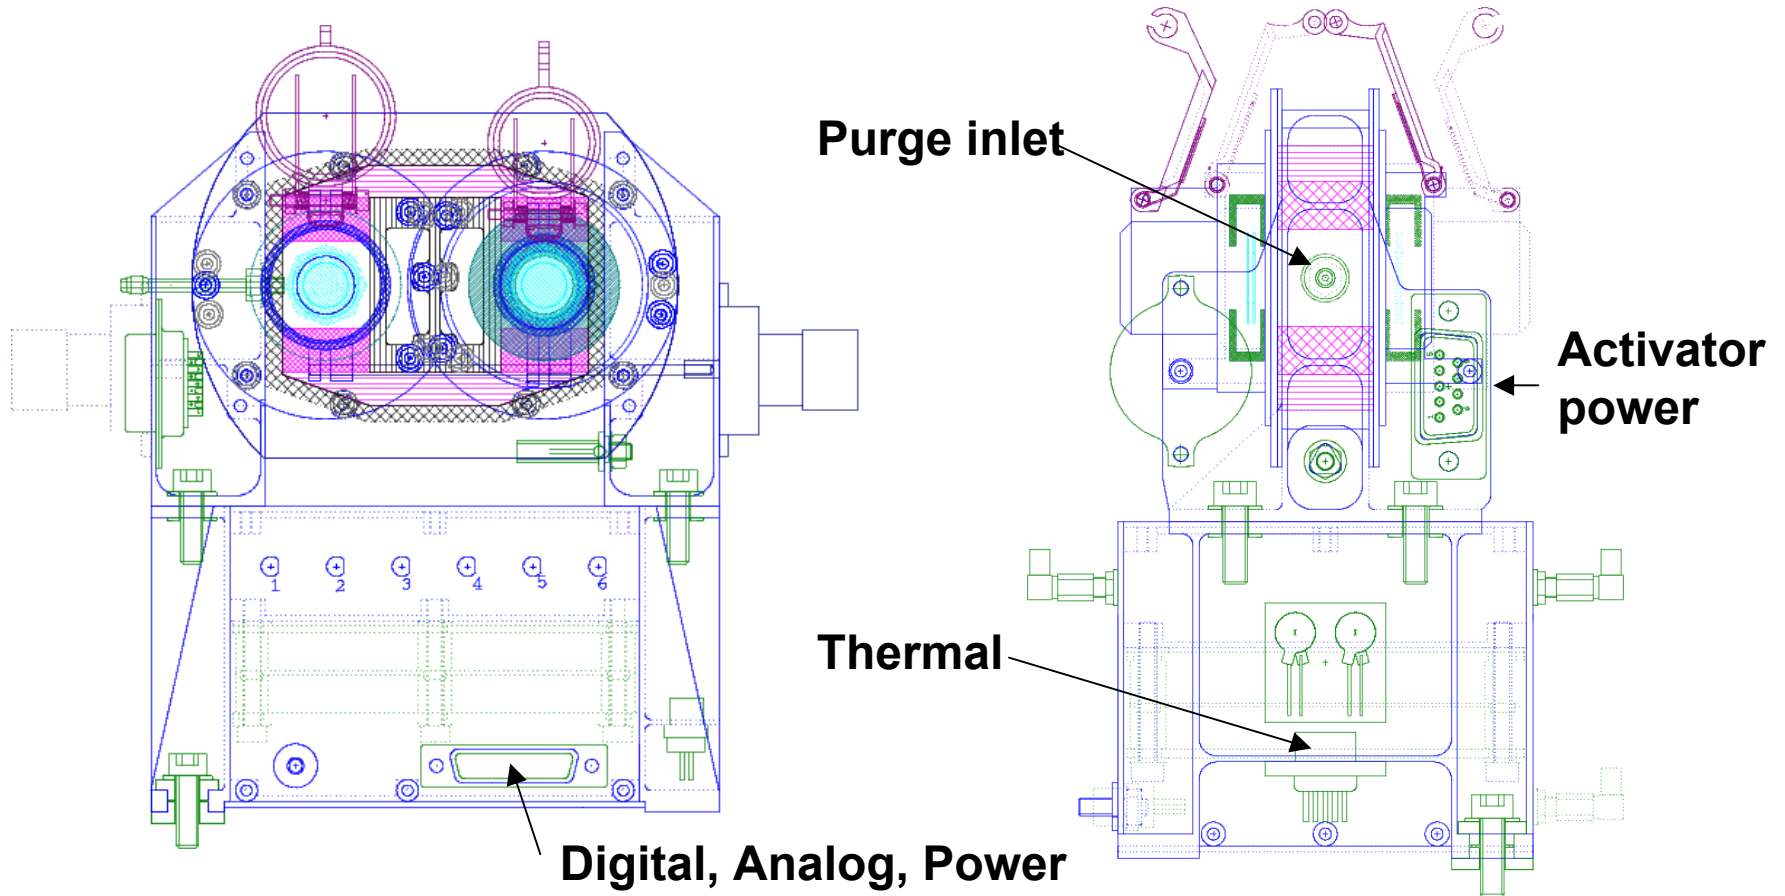 Purge inlet
Activator
power
1 2 3 4 5 6
Thermal
Digital, Analog, Power